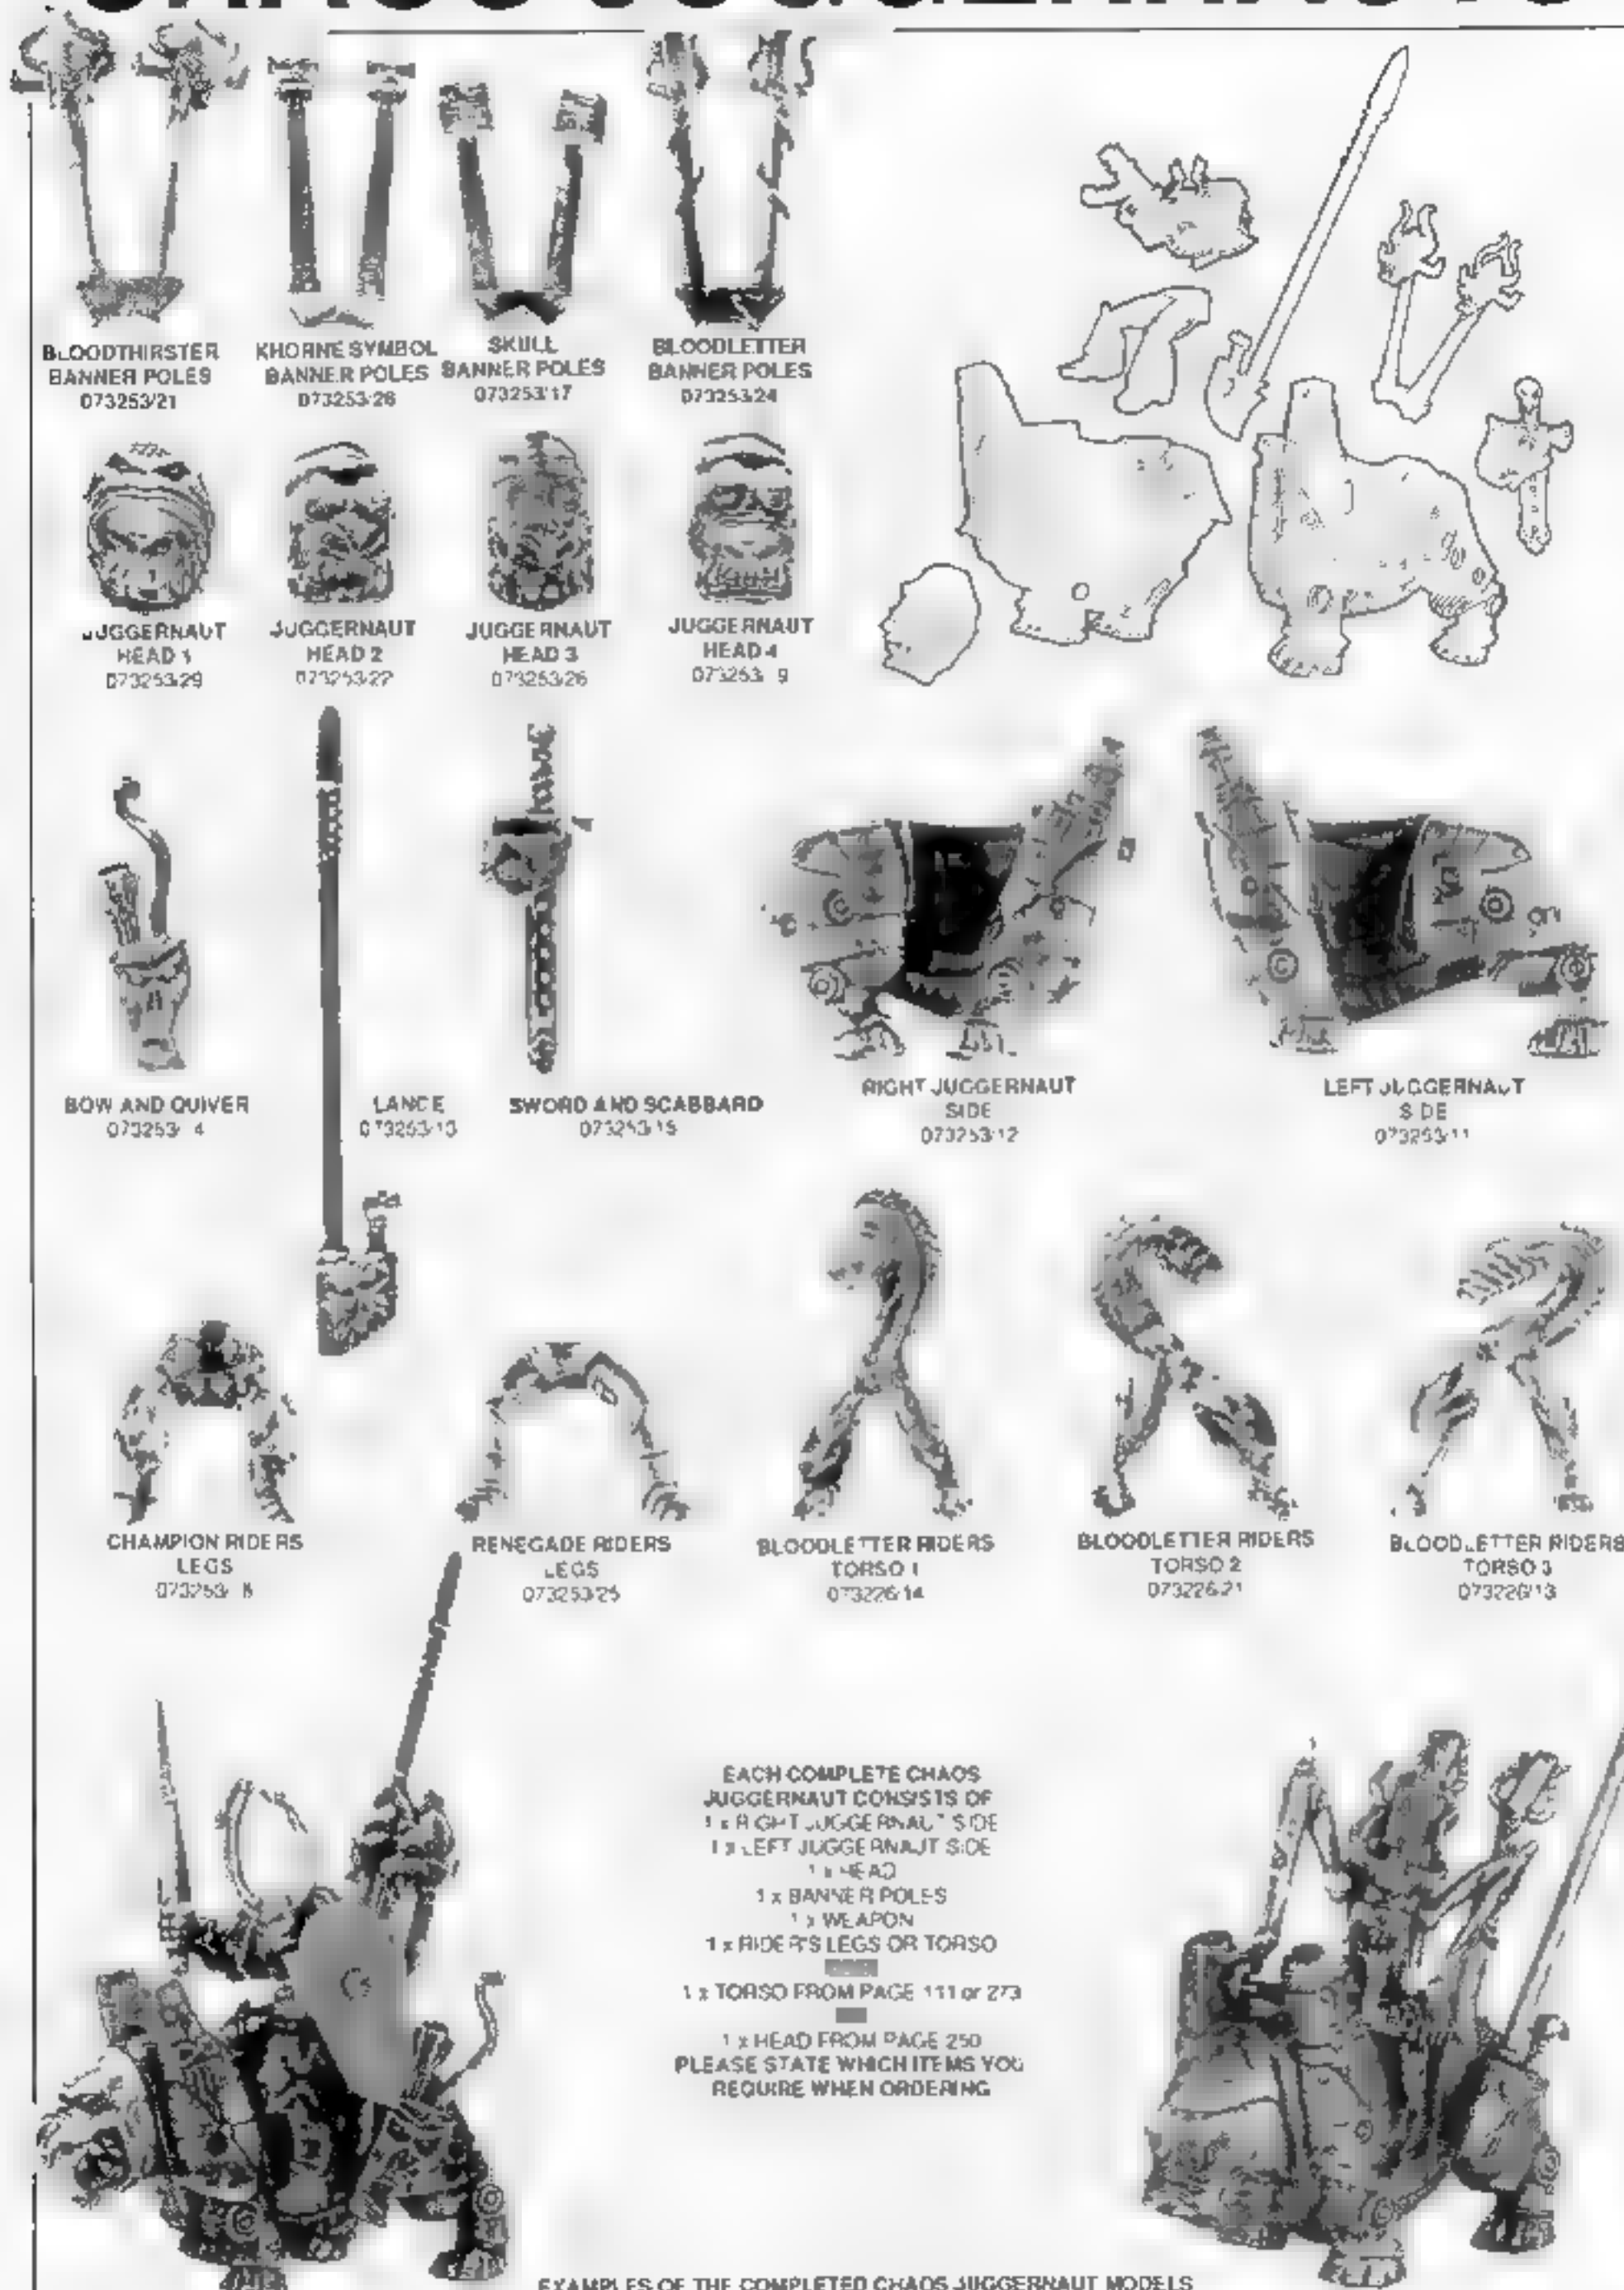 BLOODTHIRSTER
BANNER POLES
073253/21
KHORNE SYMBOL
BANNER POLES
073253/28
SKULL
BANNER POLES
073253/17
BLOODLETTER
BANNER POLES
073253/24
JUGGERNAUT
HEAD 1
073253/29
JUGGERNAUT
HEAD 2
073253/22
JUGGERNAUT
HEAD 3
073253/26
JUGGERNAUT
HEAD 4
BOW AND QUIVER
LANCE
SWORD AND SCABBARD
073253/15
RIGHT JUGGERNAUT
SIDE
073253/12
LEFT JUGGERNAUT
SIDE
073253/11
CHAMPION RIDERS
LEGS
RENEGADE RIDERS
LEGS
073253/25
BLOODLETTER RIDERS
TORSO 1
073226/14
BLOODLETTER RIDERS
TORSO 2
073226/21
BLOODLETTER RIDERS
TORSO 3
073226/13
EACH COMPLETE CHAOS
JUGGERNAUT CONSISTS OF
1 x RIGHT JUGGERNAUT SIDE
1 x LEFT JUGGERNAUT SIDE
1 x HEAD
1 x BANNER POLES
1 x WEAPON
1 x RIDER'S LEGS OR TORSO
1 x TORSO FROM PAGE 111 or 273
1 x HEAD FROM PAGE 250
PLEASE STATE WHICH ITEMS YOU
REQUIRE WHEN ORDERING
EXAMPLES OF THE COMPLETED CHAOS JUGGERNAUT MODELS